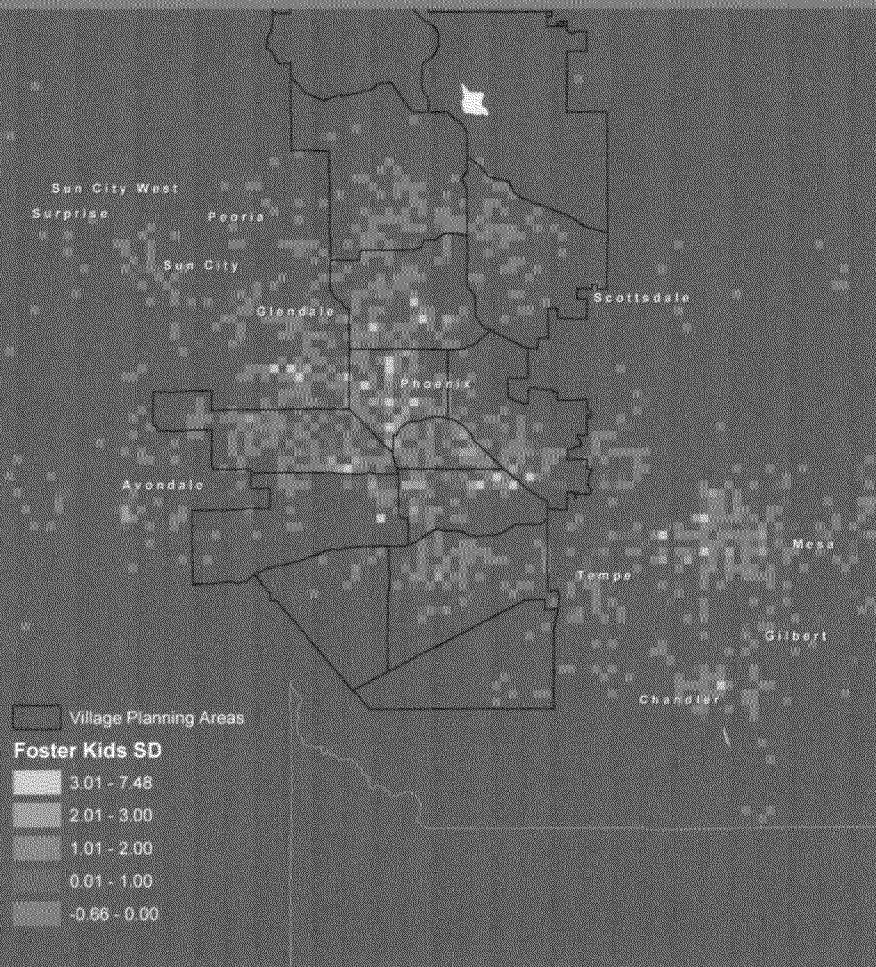 Sun City West
Surprise
Peoria
Sun City
Scottsdale
Glendale
Phoenix
Avondale
Mesa
Tempe
Gilbert
Chandler
Village Planning Areas
Foster Kids SD
3.01 - 7.48
2.01 - 3.00
1.01 - 2.00
0.01 - 1.00
-0.66 - 0.00